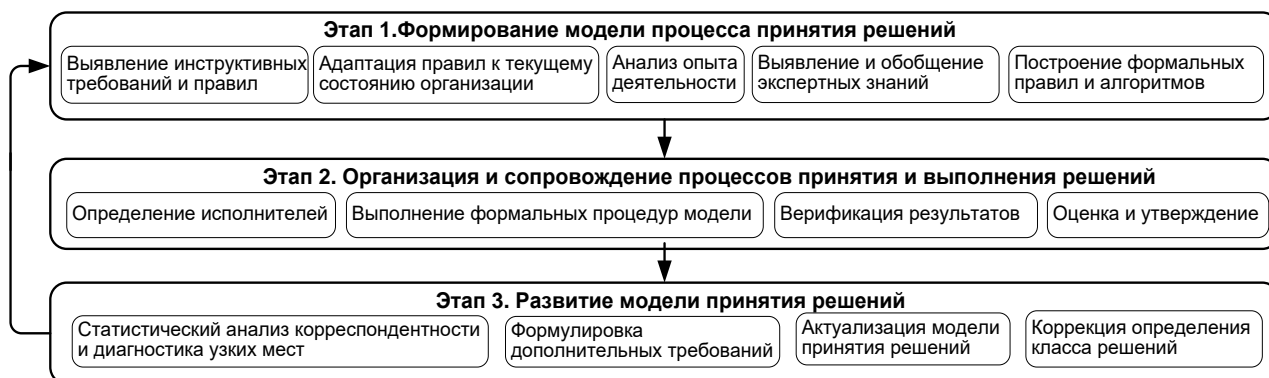 Этап 1.Формирование модели процесса принятия решений
Выявление инструктивных
требований и правил
Адаптация правил к текущему
состоянию организации
Анализ опыта
деятельности
Выявление и обобщение
экспертных знаний
Построение формальных
правил и алгоритмов
Этап 2. Организация и сопровождение процессов принятия и выполнения решений
Определение исполнителей
Выполнение формальных процедур модели
Верификация результатов
Оценка и утверждение
Этап 3. Развитие модели принятия решений
Статистический анализ корреспондентности
и диагностика узких мест
Формулировка
дополнительных требований
Актуализация модели
принятия решений
Коррекция определения
класса решений